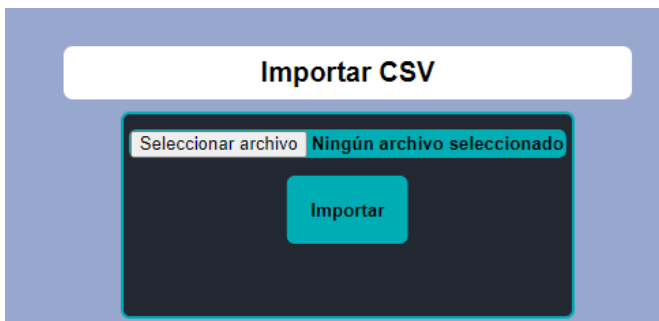 Importar CSV
Seleccionar archivo Ningún archivo seleccionado
Importar